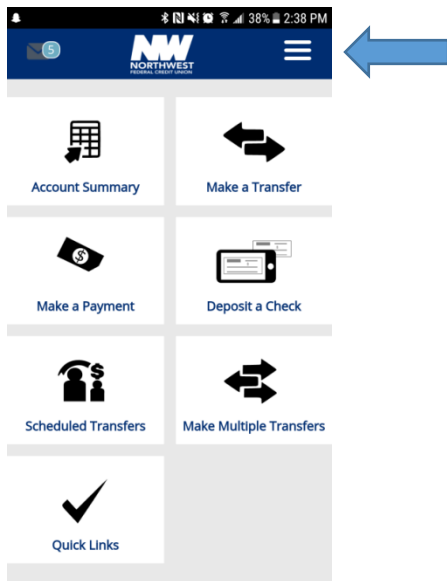 38% 2:38 PM
5
NW
NORTHWEST
FEDERAL CREDIT UNION
Account Summary
Make a Transfer
Make a Payment
Deposit a Check
Scheduled Transfers
Make Multiple Transfers
Quick Links